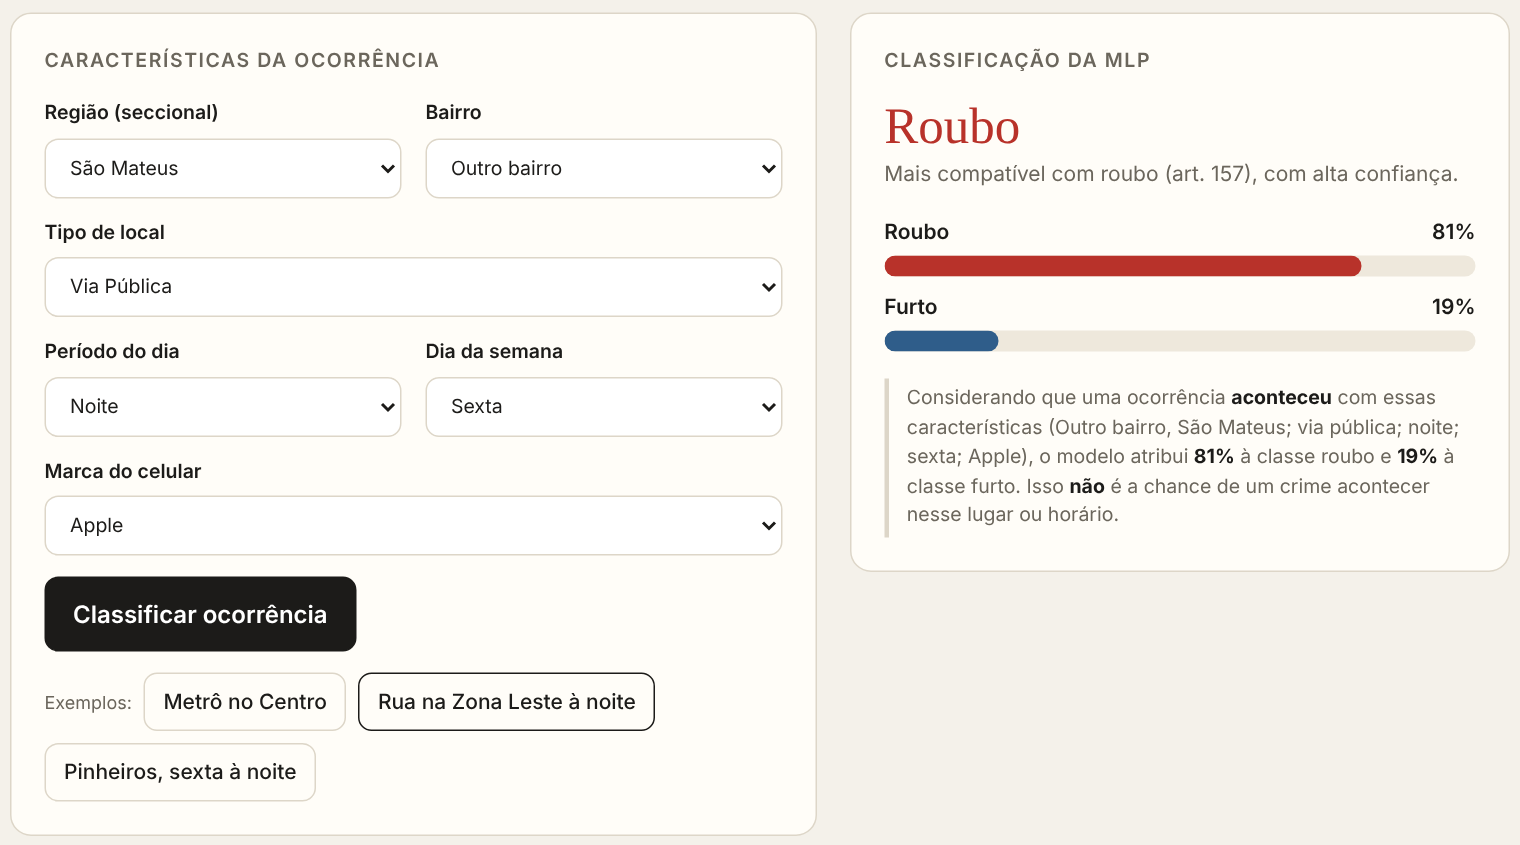 CARACTERÍSTICAS DA OCORRÊNCIA
Região (seccional)
Bairro
São Mateus
Outro bairro
Tipo de local
Via Pública
Período do dia
Dia da semana
Noite
Sexta
Marca do celular
Apple
Classificar ocorrência
Exemplos:
Metrô no Centro
Rua na Zona Leste à noite
Pinheiros, sexta à noite
CLASSIFICAÇÃO DA MLP
Roubo
Mais compatível com roubo (art. 157), com alta confiança.
Roubo 81%
Furto 19%
Considerando que uma ocorrência aconteceu com essas
características (Outro bairro, São Mateus; via pública; noite;
sexta; Apple), o modelo atribui 81% à classe roubo e 19% à
classe furto. Isso não é a chance de um crime acontecer
nesse lugar ou horário.